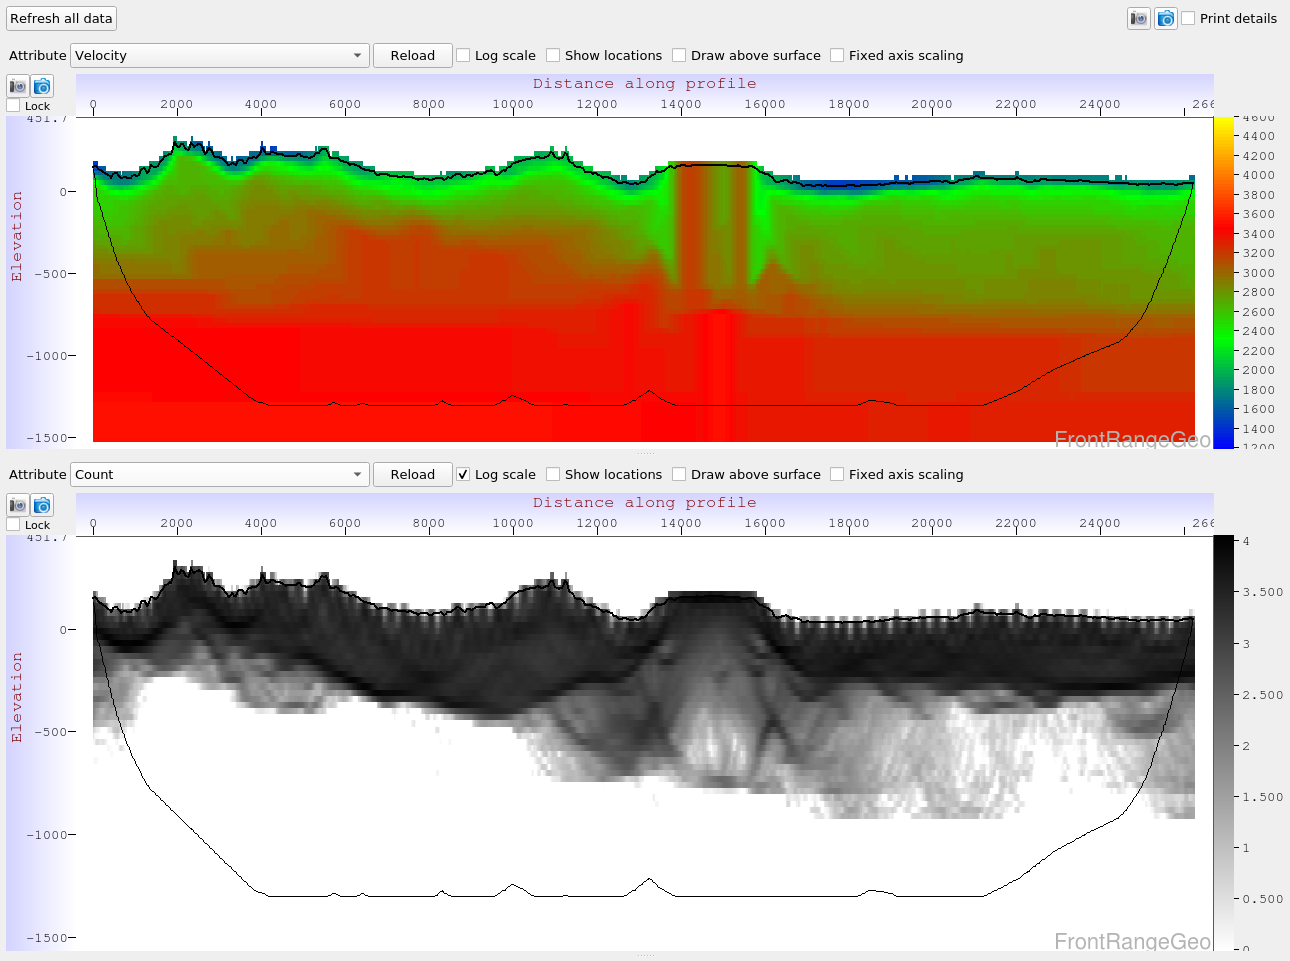 Refresh all data
Print details
Attribute Velocity Reload Log scale Show locations Draw above surface Fixed axis scaling
Distance along profile
Lock
0 2000 4000 6000 8000 10000 12000 14000 16000 18000 20000 22000 24000 266
451.7
Elevation
0
-500
-1000
-1500
4600
4400
4200
4000
3800
3600
3400
3200
3000
2800
2600
2400
2200
2000
1800
1600
1400
1200
FrontRangeGeo
Attribute Count Reload Log scale Show locations Draw above surface Fixed axis scaling
Distance along profile
Lock
0 2000 4000 6000 8000 10000 12000 14000 16000 18000 20000 22000 24000 266
451.7
Elevation
0
-500
-1000
-1500
4
3.500
3
2.500
2
1.500
1
0.500
0
FrontRangeGeo